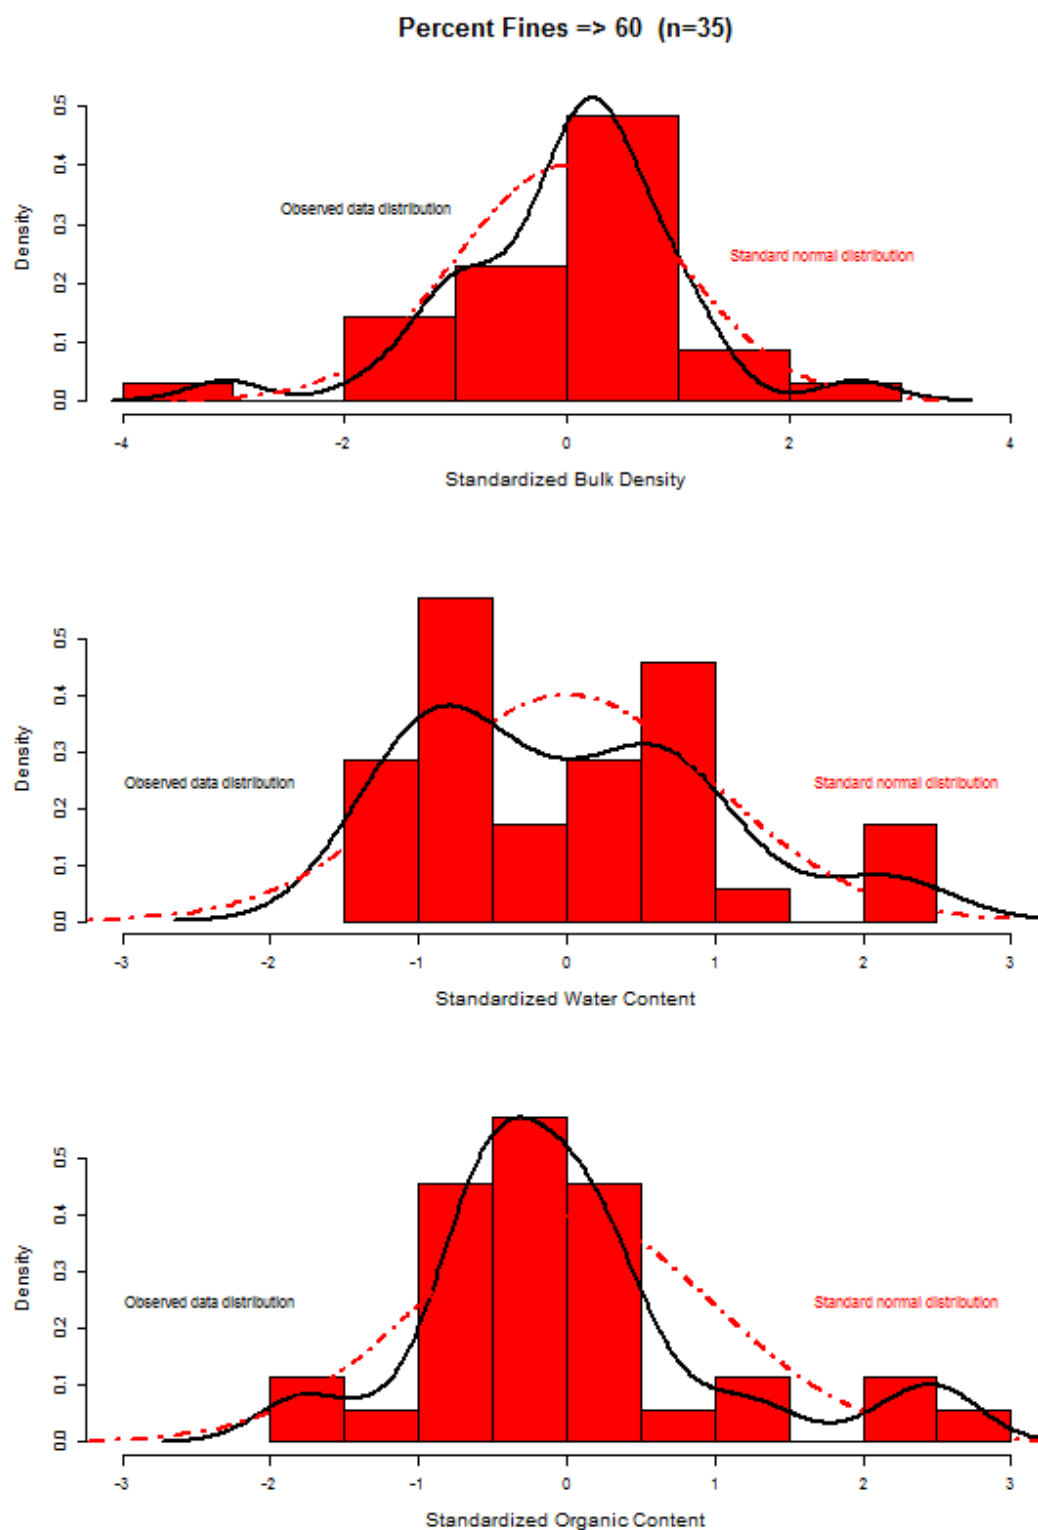 Percent Fines => 60 (n=35)
Density
0.0 0.1 0.2 0.3 0.4 0.5
Observed data distribution
Standard normal distribution
-4 -2 0 2 4
Standardized Bulk Density
Density
0.0 0.1 0.2 0.3 0.4 0.5
Observed data distribution
Standard normal distribution
-3 -2 -1 0 1 2 3
Standardized Water Content
Density
0.0 0.1 0.2 0.3 0.4 0.5
Observed data distribution
Standard normal distribution
-3 -2 -1 0 1 2 3
Standardized Organic Content